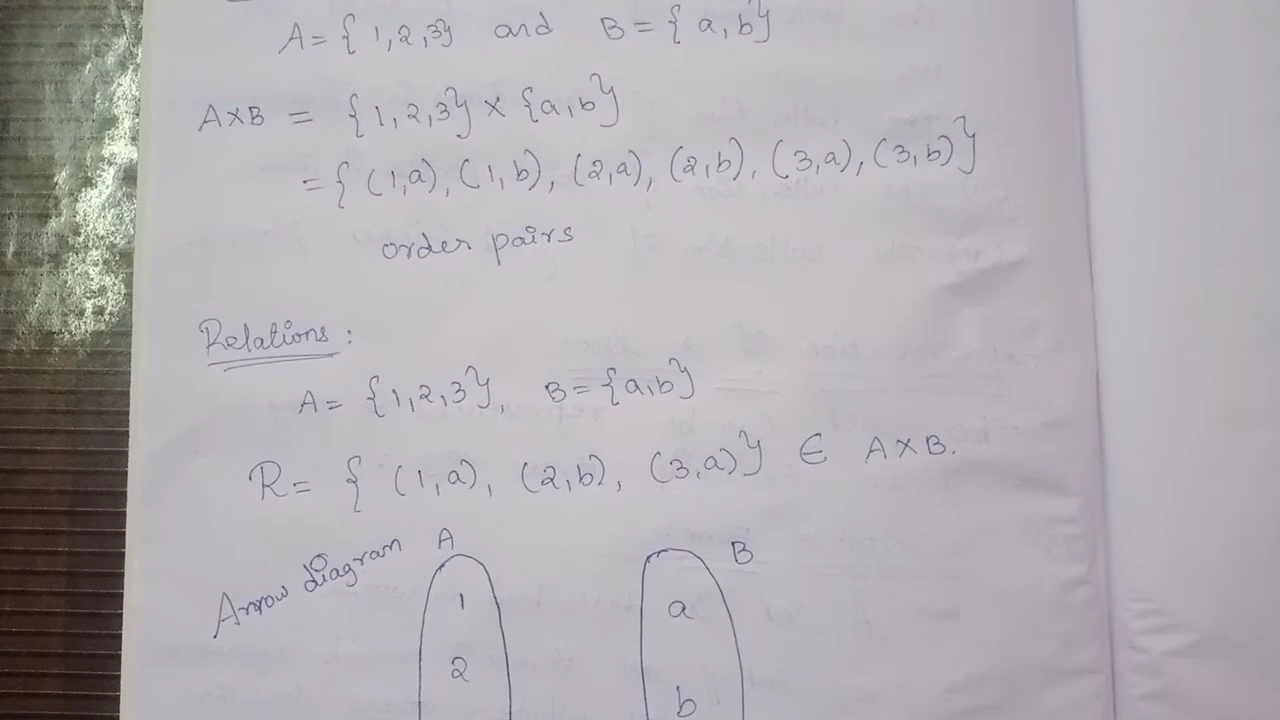 A = { 1, 2, 3} and B = { a, b}
A×B = {1, 2, 3} × {a, b}
= { (1,a), (1,b), (2,a), (2,b), (3,a), (3,b)}
order pairs
Relations:
A = {1, 2, 3}, B = {a, b}
R = { (1,a), (2,b), (3,a)} ∈ A×B.
Arrow diagram A B
1 a
2
b